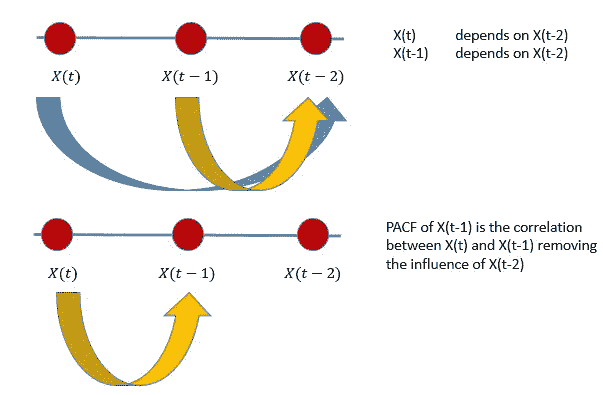 X(t) depends on X(t-2)
X(t-1) depends on X(t-2)
X(t) X(t − 1) X(t − 2)
PACF of X(t-1) is the correlation
between X(t) and X(t-1) removing
the influence of X(t-2)
X(t) X(t − 1) X(t − 2)